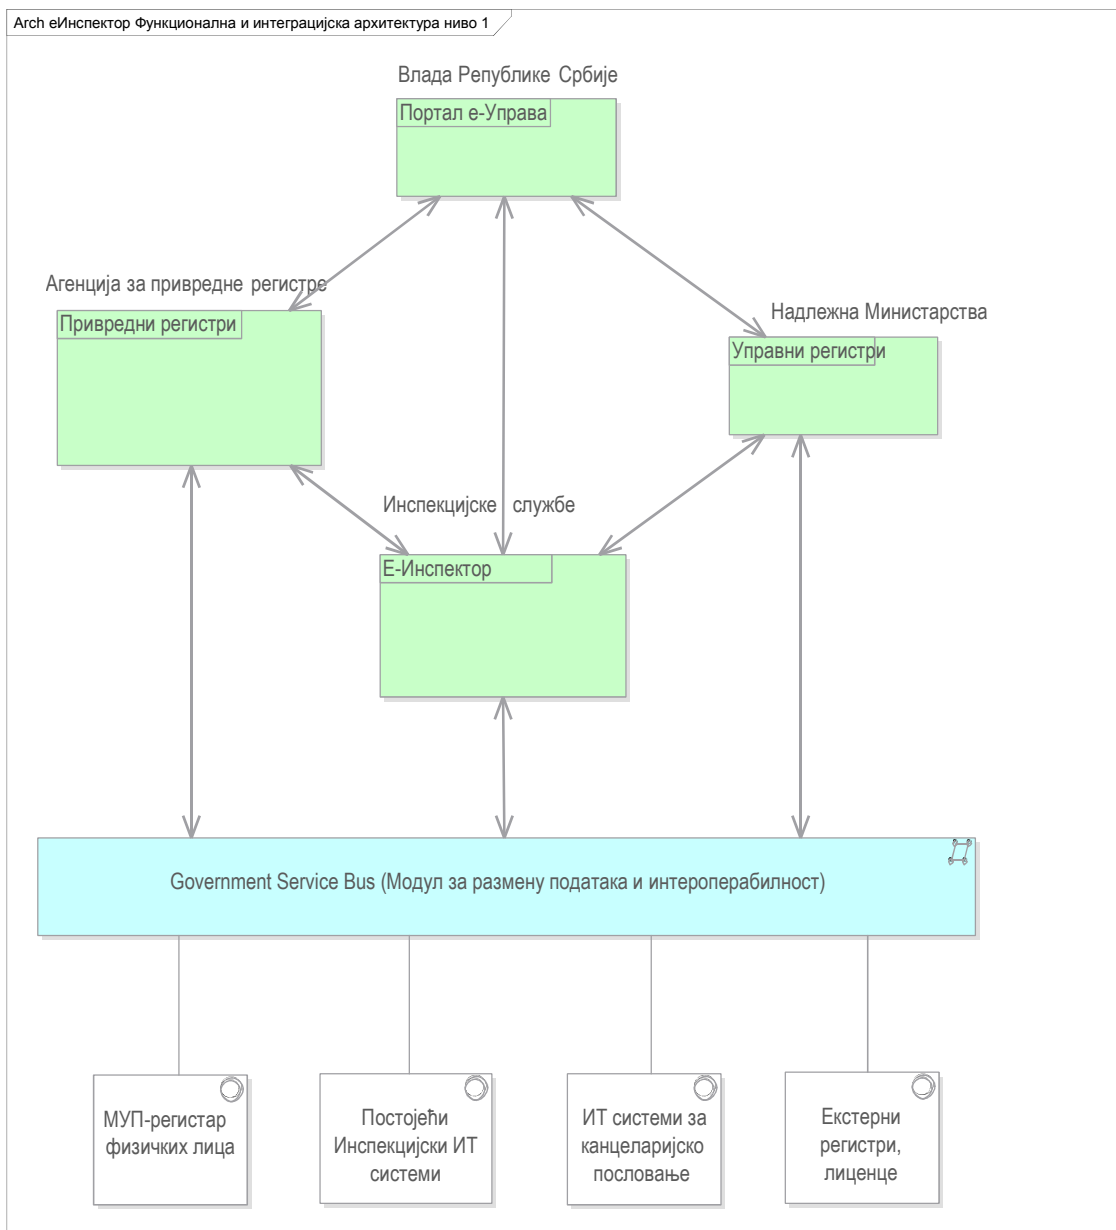 Arch еИнспектор Функционална и интеграцијска архитектура ниво 1
Влада Републике Србије
Портал е-Управа
Агенција за привредне регистре
Привредни регистри
Надлежна Министарства
Управни регистри
Инспекцијске службе
Е-Инспектор
Government Service Bus (Модул за размену података и интероперабилност)
МУП-регистар
физичких лица
Постојећи
Инспекцијски ИТ
системи
ИТ системи за
канцеларијско
пословање
Екстерни
регистри,
лиценце